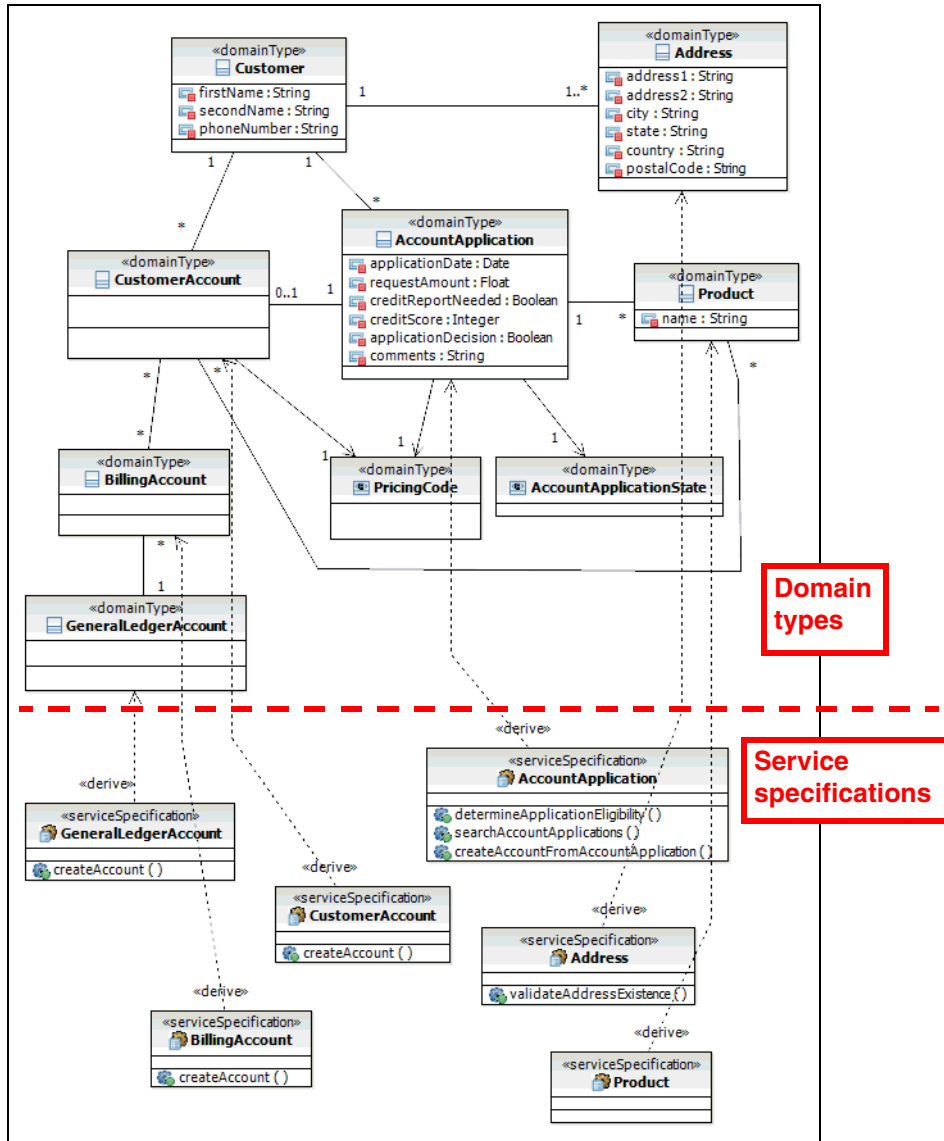 «domainType»
Customer
firstName : String
secondName : String
phoneNumber : String
«domainType»
Address
address1 : String
address2 : String
city : String
state : String
country : String
postalCode : String
1
1..*
1
1
*
*
«domainType»
AccountApplication
applicationDate : Date
requestAmount : Float
creditReportNeeded : Boolean
creditScore : Integer
applicationDecision : Boolean
comments : String
«domainType»
CustomerAccount
0..1
1
«domainType»
Product
name : String
1
*
*
*
*
*
1
1
1
«domainType»
BillingAccount
«domainType»
PricingCode
«domainType»
AccountApplicationState
*
1
«domainType»
GeneralLedgerAccount
Domain
types
«derive»
Service
specifications
«serviceSpecification»
AccountApplication
determineApplicationEligibility ( )
searchAccountApplications ( )
createAccountFromAccountApplication ( )
«derive»
«serviceSpecification»
GeneralLedgerAccount
createAccount ( )
«derive»
«serviceSpecification»
CustomerAccount
createAccount ( )
«derive»
«serviceSpecification»
Address
validateAddressExistence ( )
«derive»
«serviceSpecification»
BillingAccount
createAccount ( )
«derive»
«serviceSpecification»
Product